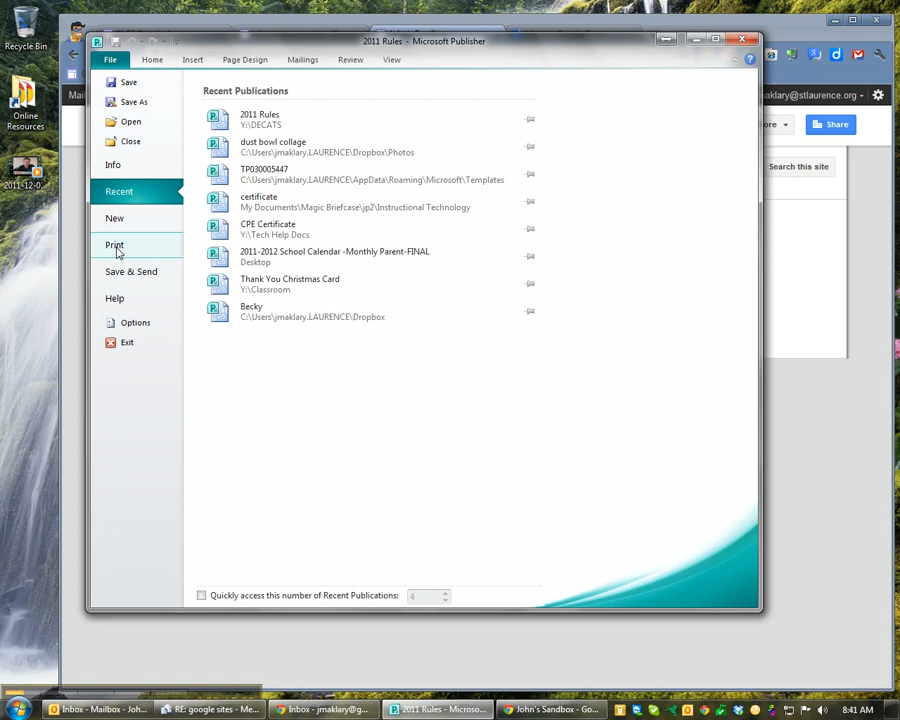 Recycle Bin
Online
Resources
2011-12-0...
2011 Rules - Microsoft Publisher
File Home Insert Page Design Mailings Review View
Save
Save As
Open
Close
Info
Recent
New
Print
Save & Send
Help
Options
Exit
Recent Publications
2011 Rules
Y:\DECATS
dust bowl collage
C:\Users\jmaklary.LAURENCE\Dropbox\Photos
TP030005447
C:\Users\jmaklary.LAURENCE\AppData\Roaming\Microsoft\Templates
certificate
My Documents\Magic Briefcase\jp2\Instructional Technology
CPE Certificate
Y:\Tech Help Docs
2011-2012 School Calendar -Monthly Parent-FINAL
Desktop
Thank You Christmas Card
Y:\Classroom
Becky
C:\Users\jmaklary.LAURENCE\Dropbox
Quickly access this number of Recent Publications: 4
Mai
aklary@stlaurence.org
ore
Share
Search this site
Inbox - Mailbox - Joh...
RE: google sites - Me...
Inbox - jmaklary@g...
2011 Rules - Microso...
John's Sandbox - Go...
8:41 AM